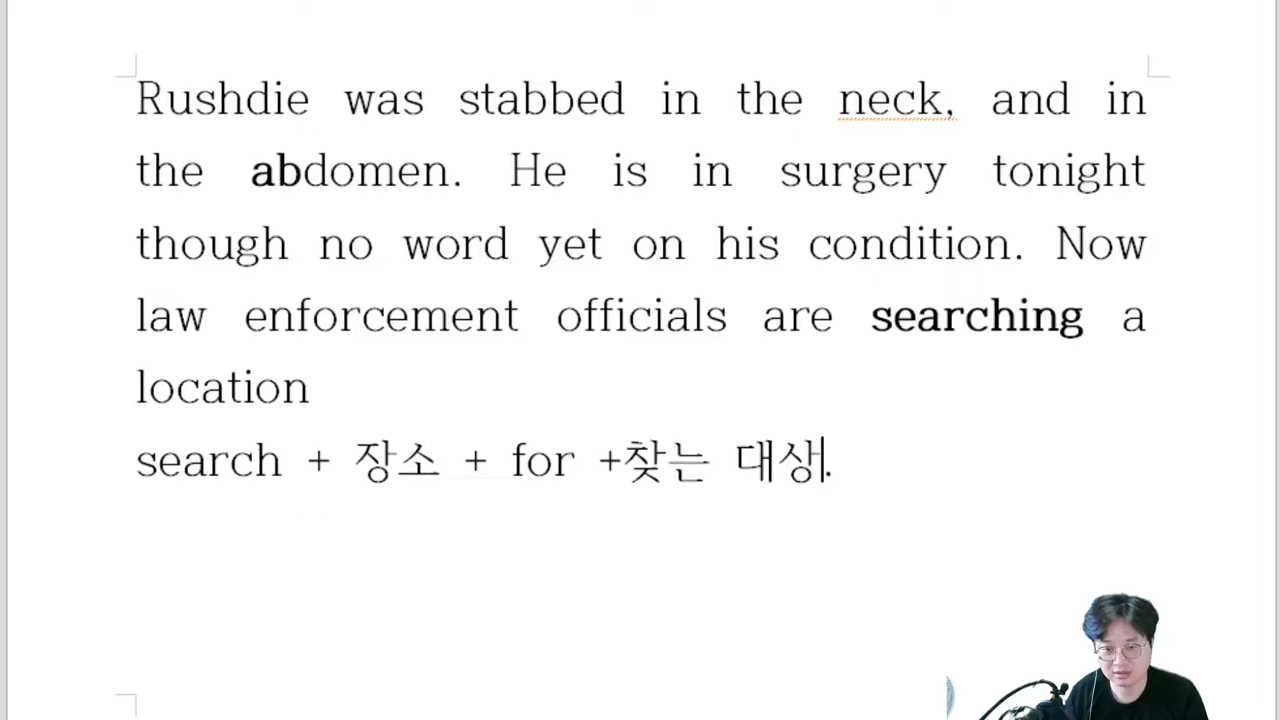 Rushdie was stabbed in the neck, and in
the abdomen. He is in surgery tonight
though no word yet on his condition. Now
law enforcement officials are searching a
location
search + 장소 + for +찾는 대상.